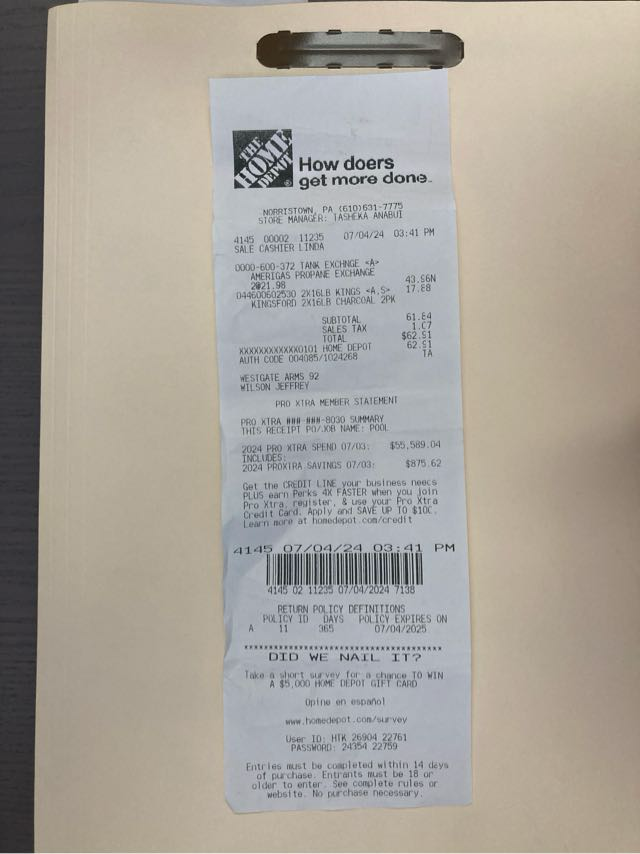 THE
HOME
DEPOT
How doers
get more done.
NORRISTOWN, PA (610)631-7775
STORE MANAGER: TASHEKA ANABUI
4145 00002 11235 07/04/24 03:41 PM
SALE CASHIER LINDA
0000-600-372 TANK EXCHNGE <A>
AMERIGAS PROPANE EXCHANGE
2@21.98 43.96N
044600602530 2X16LB KINGS <A,S> 17.88
KINGSFORD 2X16LB CHARCOAL 2PK
SUBTOTAL 61.84
SALES TAX 1.07
TOTAL $62.91
XXXXXXXXXXXX0101 HOME DEPOT 62.91
AUTH CODE 004085/1024268 TA
WESTGATE ARMS 92
WILSON JEFFREY
PRO XTRA MEMBER STATEMENT
PRO XTRA ###-###-8030 SUMMARY
THIS RECEIPT PO/JOB NAME: POOL
2024 PRO XTRA SPEND 07/03: $55,589.04
INCLUDES:
2024 PROXTRA SAVINGS 07/03: $875.62
Get the CREDIT LINE your business needs
PLUS earn Perks 4X FASTER when you join
Pro Xtra, register, & use your Pro Xtra
Credit Card. Apply and SAVE UP TO $100.
Learn more at homedepot.com/credit
4145 07/04/24 03:41 PM
4145 02 11235 07/04/2024 7138
RETURN POLICY DEFINITIONS
POLICY ID DAYS POLICY EXPIRES ON
A 11 365 07/04/2025
DID WE NAIL IT?
Take a short survey for a chance TO WIN
A $5,000 HOME DEPOT GIFT CARD
Opine en español
www.homedepot.com/survey
User ID: HTK 26904 22761
PASSWORD: 24354 22759
Entries must be completed within 14 days
of purchase. Entrants must be 18 or
older to enter. See complete rules on
website. No purchase necessary.